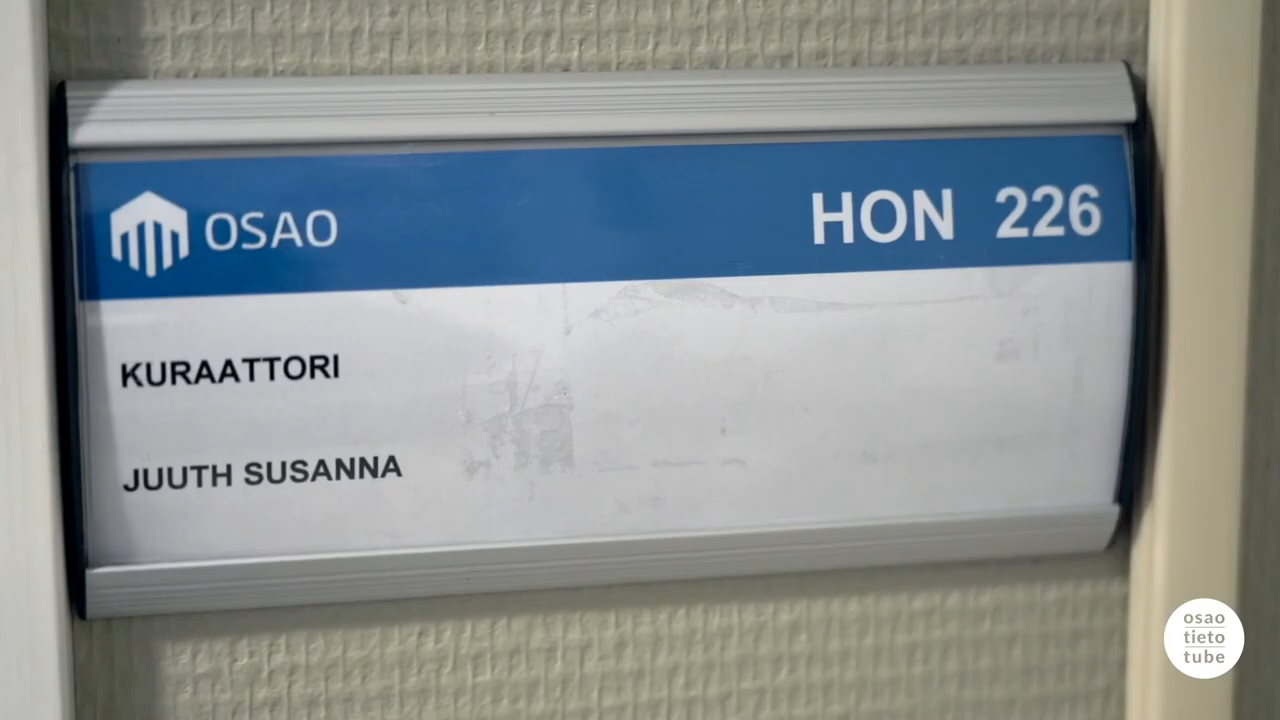 OSAO
HON 226
KURAATTORI
JUUTH SUSANNA
osao
tieto
tube